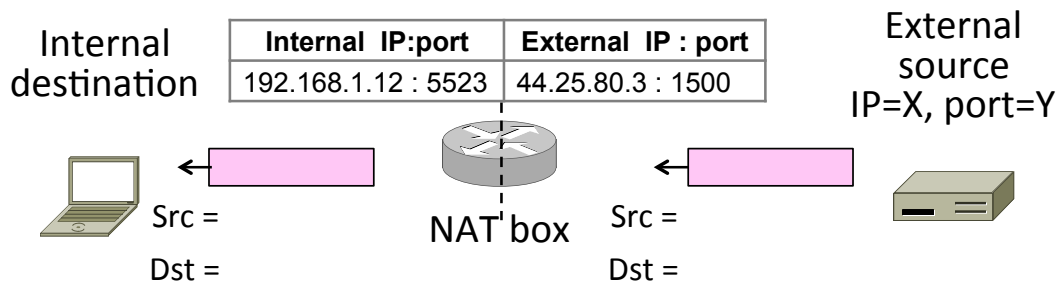 Internal
destination
Internal IP:port External IP : port
192.168.1.12 : 5523 44.25.80.3 : 1500
External
source
IP=X, port=Y
Src =
Dst =
NAT box
Src =
Dst =